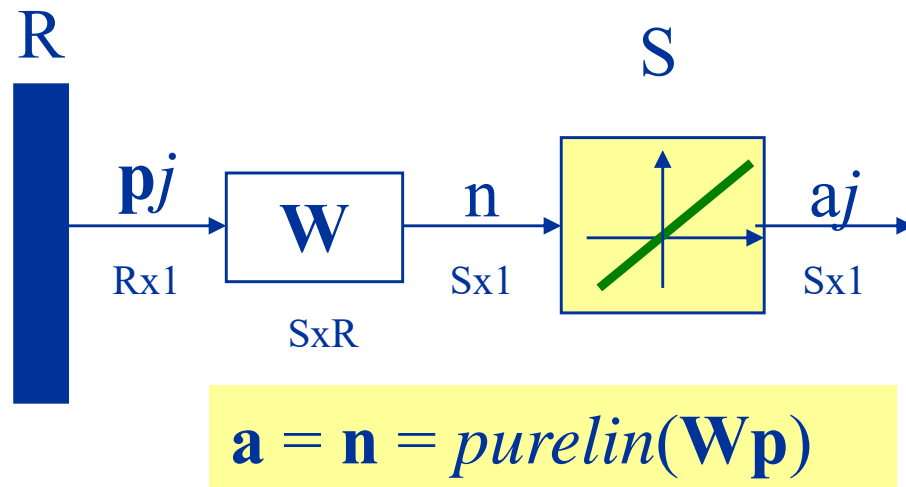 R
S
pj
W
n
aj
Rx1
Sx1
Sx1
SxR
a = n = purelin(Wp)